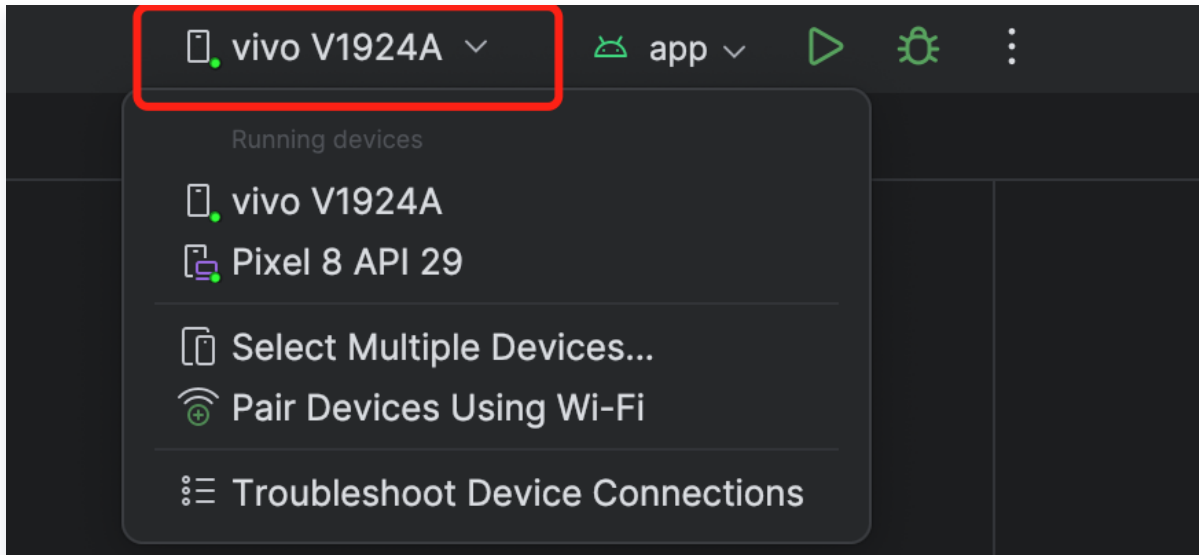 vivo V1924A app
Running devices
vivo V1924A
Pixel 8 API 29
Select Multiple Devices...
Pair Devices Using Wi-Fi
Troubleshoot Device Connections